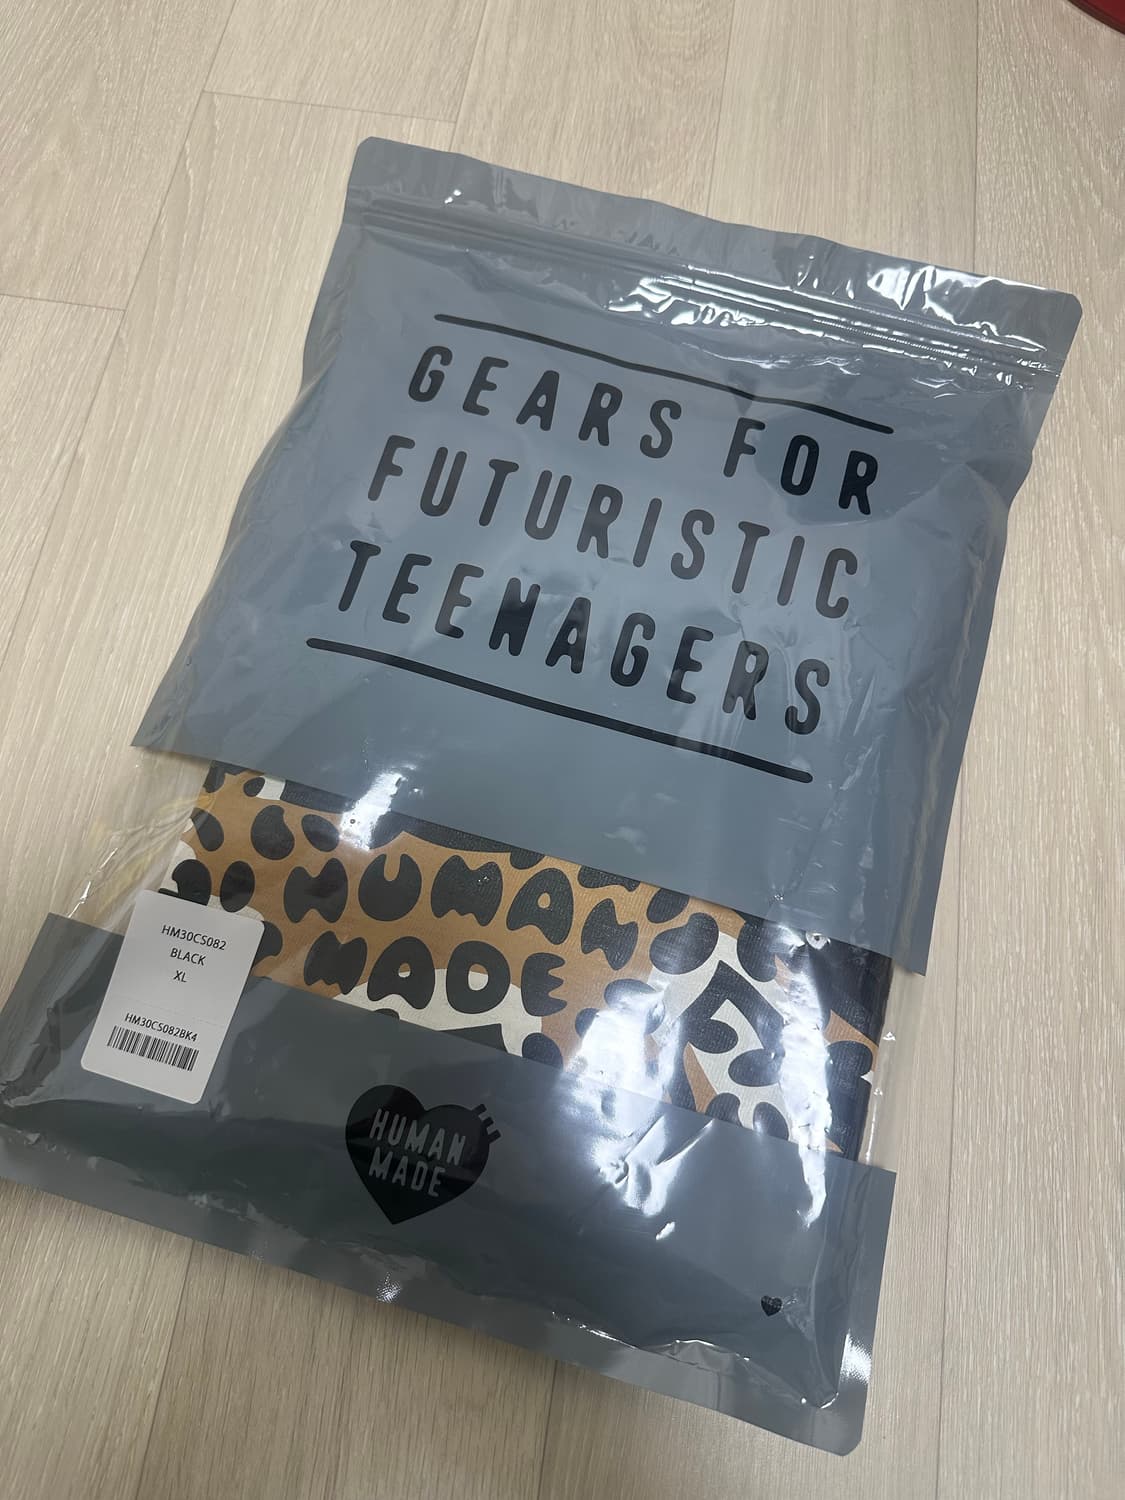 GEARS FOR
FUTURISTIC
TEENAGERS
HUMAN
MADE
HM30CS082
BLACK
XL
HM30CS082BK4
HUMAN
MADE